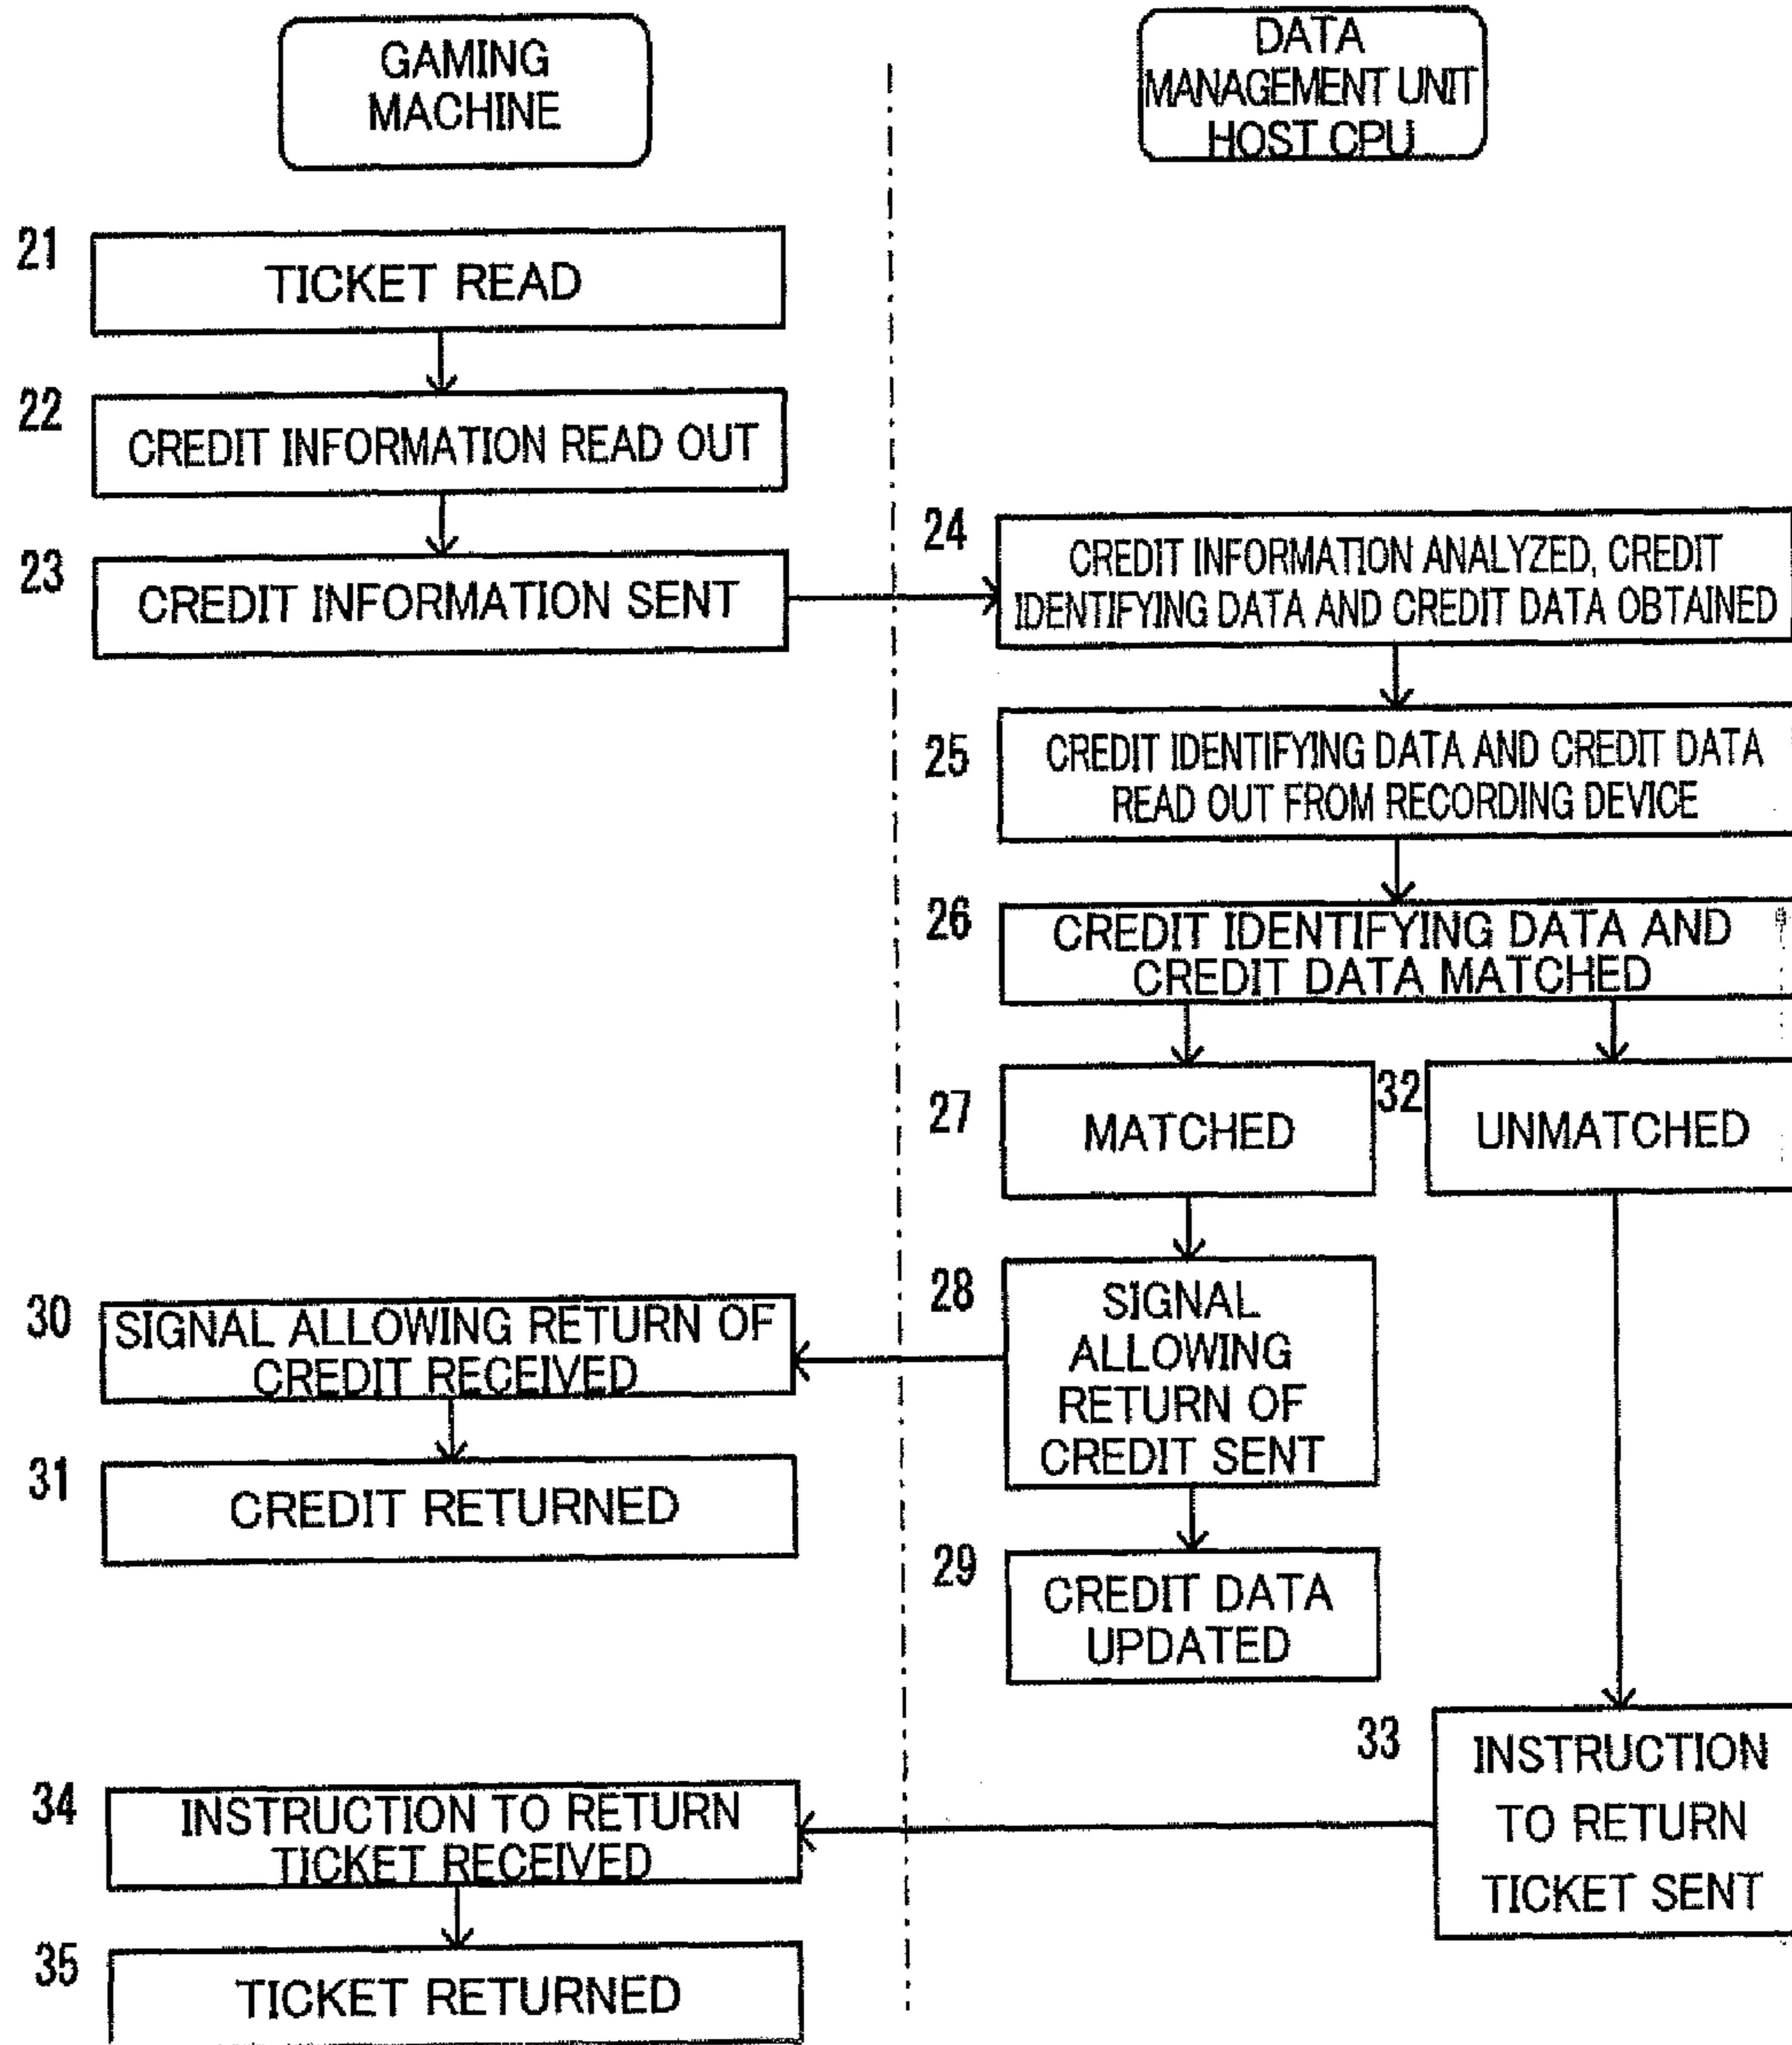 GAMING
MACHINE
DATA
MANAGEMENT UNIT
HOST CPU
21
TICKET READ
22
CREDIT INFORMATION READ OUT
23
CREDIT INFORMATION SENT
24
CREDIT INFORMATION ANALYZED, CREDIT
IDENTIFYING DATA AND CREDIT DATA OBTAINED
25
CREDIT IDENTIFYING DATA AND CREDIT DATA
READ OUT FROM RECORDING DEVICE
26
CREDIT IDENTIFYING DATA AND
CREDIT DATA MATCHED
27
MATCHED
32
UNMATCHED
28
SIGNAL
ALLOWING
RETURN OF
CREDIT SENT
30
SIGNAL ALLOWING RETURN OF
CREDIT RECEIVED
31
CREDIT RETURNED
29
CREDIT DATA
UPDATED
33
INSTRUCTION
TO RETURN
TICKET SENT
34
INSTRUCTION TO RETURN
TICKET RECEIVED
35
TICKET RETURNED